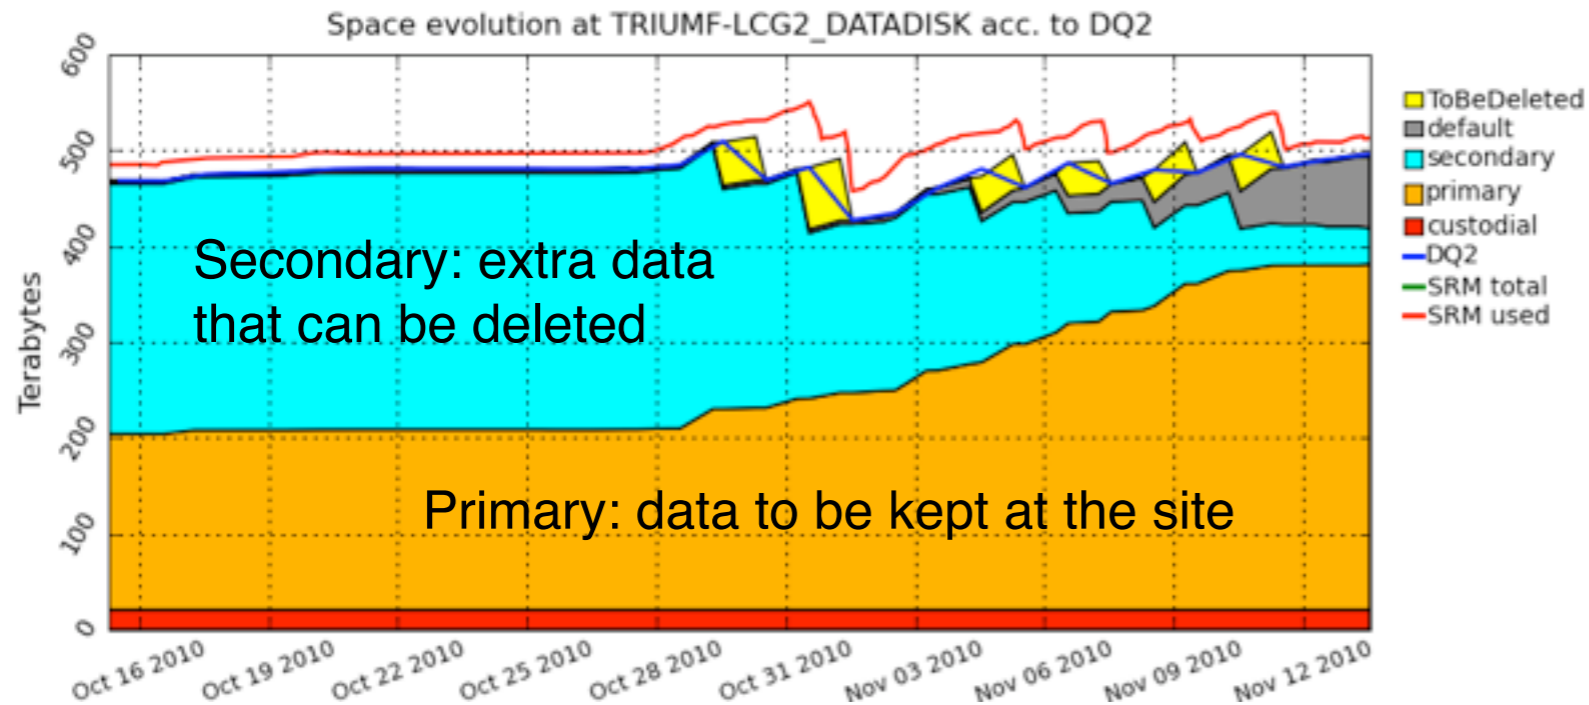 Space evolution at TRIUMF-LCG2_DATADISK acc. to DQ2
600
500
400
300
200
100
0
Terabytes
Secondary: extra data
that can be deleted
Primary: data to be kept at the site
Oct 16 2010
Oct 19 2010
Oct 22 2010
Oct 25 2010
Oct 28 2010
Oct 31 2010
Nov 03 2010
Nov 06 2010
Nov 09 2010
Nov 12 2010
ToBeDeleted
default
secondary
primary
custodial
DQ2
SRM total
SRM used